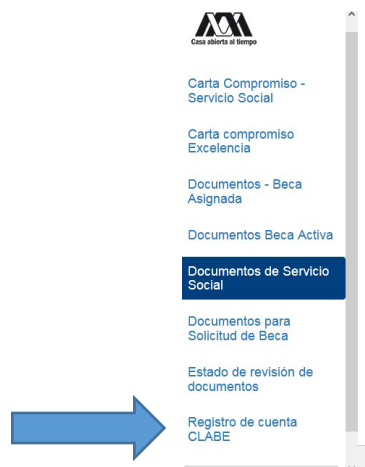 Casa abierta al tiempo
Carta Compromiso -
Servicio Social
Carta compromiso
Excelencia
Documentos - Beca
Asignada
Documentos Beca Activa
Documentos de Servicio
Social
Documentos para
Solicitud de Beca
Estado de revisión de
documentos
Registro de cuenta
CLABE